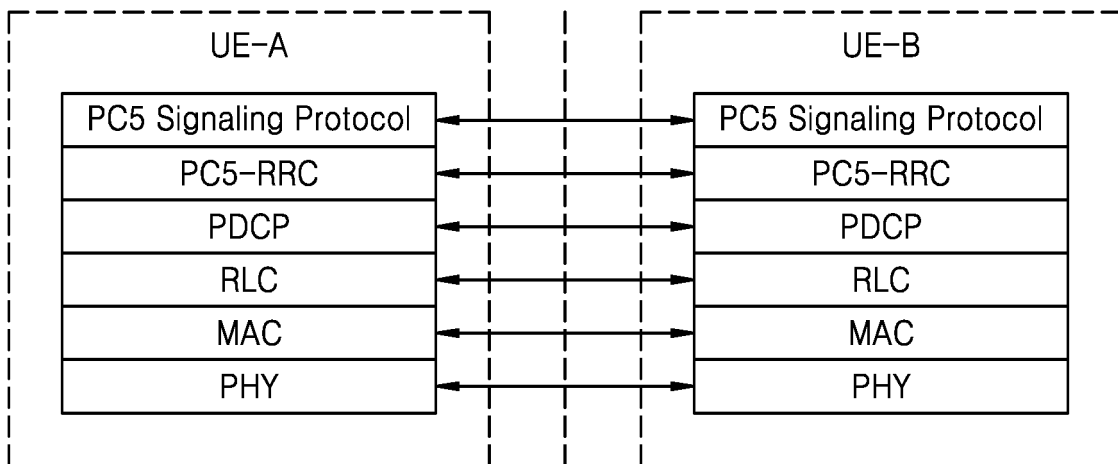 UE-A
UE-B
PC5 Signaling Protocol
PC5 Signaling Protocol
PC5-RRC
PC5-RRC
PDCP
PDCP
RLC
RLC
MAC
MAC
PHY
PHY